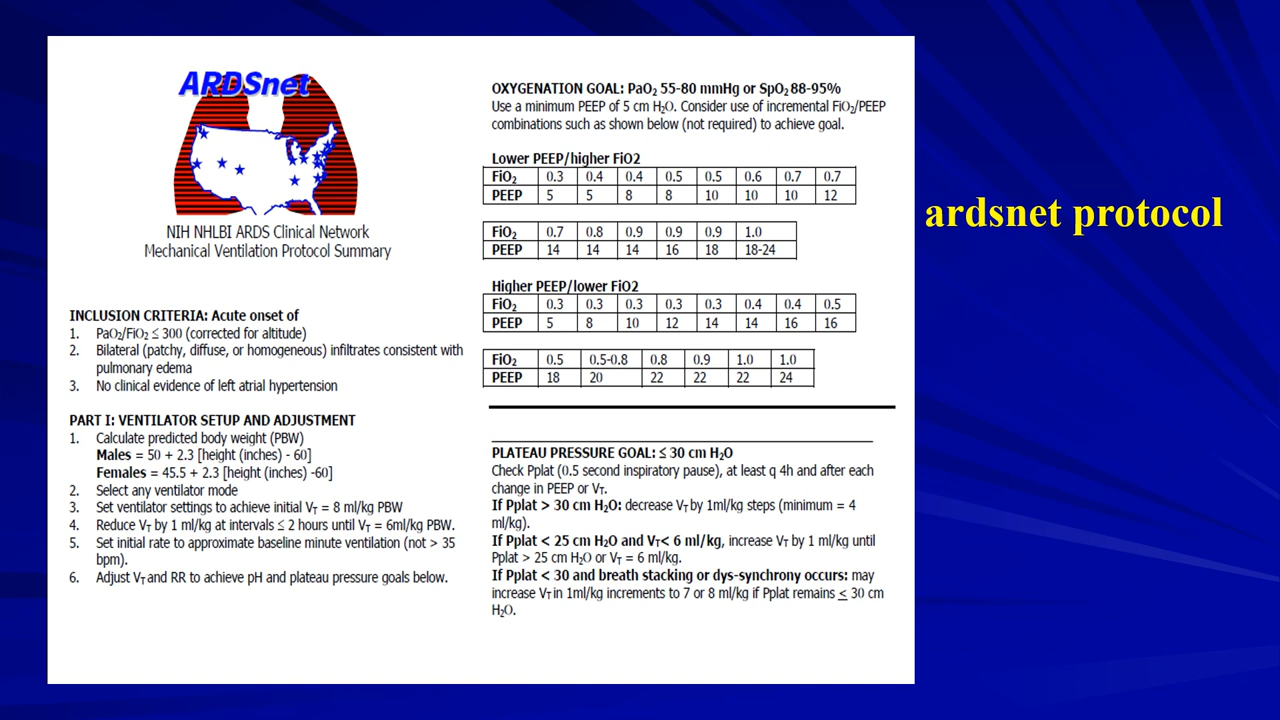 ARDSnet
NIH NHLBI ARDS Clinical Network
Mechanical Ventilation Protocol Summary
INCLUSION CRITERIA: Acute onset of
1. PaO₂/FiO₂ ≤ 300 (corrected for altitude)
2. Bilateral (patchy, diffuse, or homogeneous) infiltrates consistent with
pulmonary edema
3. No clinical evidence of left atrial hypertension
PART I: VENTILATOR SETUP AND ADJUSTMENT
1. Calculate predicted body weight (PBW)
Males = 50 + 2.3 [height (inches) - 60]
Females = 45.5 + 2.3 [height (inches) -60]
2. Select any ventilator mode
3. Set ventilator settings to achieve initial VT = 8 ml/kg PBW
4. Reduce VT by 1 ml/kg at intervals ≤ 2 hours until VT = 6ml/kg PBW.
5. Set initial rate to approximate baseline minute ventilation (not > 35
bpm).
6. Adjust VT and RR to achieve pH and plateau pressure goals below.
OXYGENATION GOAL: PaO₂ 55-80 mmHg or SpO₂ 88-95%
Use a minimum PEEP of 5 cm H₂O. Consider use of incremental FiO₂/PEEP
combinations such as shown below (not required) to achieve goal.
Lower PEEP/higher FiO2
FiO₂ 0.3 0.4 0.4 0.5 0.5 0.6 0.7 0.7
PEEP 5 5 8 8 10 10 10 12
FiO₂ 0.7 0.8 0.9 0.9 0.9 1.0
PEEP 14 14 14 16 18 18-24
Higher PEEP/lower FiO2
FiO₂ 0.3 0.3 0.3 0.3 0.3 0.4 0.4 0.5
PEEP 5 8 10 12 14 14 16 16
FiO₂ 0.5 0.5-0.8 0.8 0.9 1.0 1.0
PEEP 18 20 22 22 22 24
PLATEAU PRESSURE GOAL: ≤ 30 cm H₂O
Check Pplat (0.5 second inspiratory pause), at least q 4h and after each
change in PEEP or VT.
If Pplat > 30 cm H₂O: decrease VT by 1ml/kg steps (minimum = 4
ml/kg).
If Pplat < 25 cm H₂O and VT< 6 ml/kg, increase VT by 1 ml/kg until
Pplat > 25 cm H₂O or VT = 6 ml/kg.
If Pplat < 30 and breath stacking or dys-synchrony occurs: may
increase VT in 1ml/kg increments to 7 or 8 ml/kg if Pplat remains ≤ 30 cm
H₂O.
ardsnet protocol